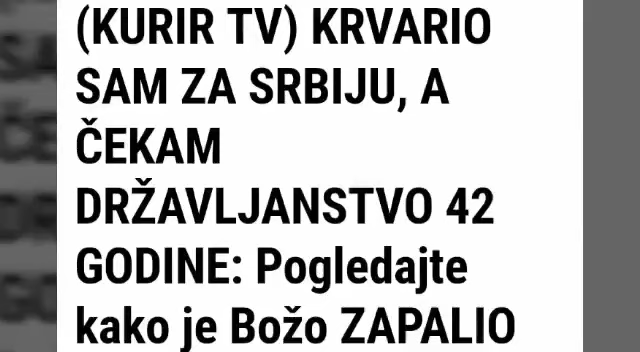 (KURIR TV) KRVARIO
SAM ZA SRBIJU, A
ČEKAM
DRŽAVLJANSTVO 42
GODINE: Pogledajte
kako je Božo ZAPALIO